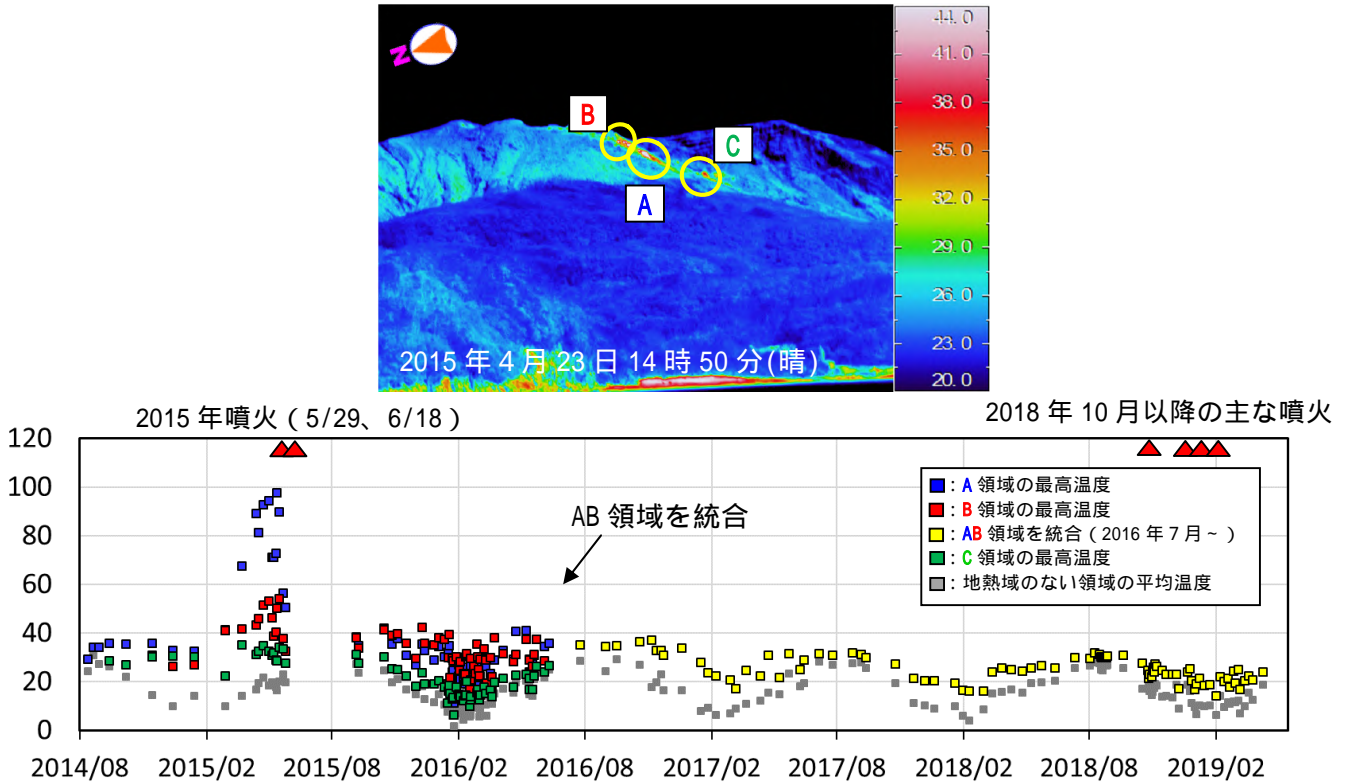 N
B
C
A
44.0
41.0
38.0
35.0
32.0
29.0
26.0
23.0
20.0
2015 年 4 月 23 日 14 時 50 分(晴)
2015 年噴火（5/29、6/18）
2018 年 10 月以降の主な噴火
AB 領域を統合
■：A 領域の最高温度
■：B 領域の最高温度
■：AB 領域を統合（2016 年 7 月～）
■：C 領域の最高温度
■：地熱域のない領域の平均温度
120
100
80
60
40
20
0
2014/08 2015/02 2015/08 2016/02 2016/08 2017/02 2017/08 2018/02 2018/08 2019/02